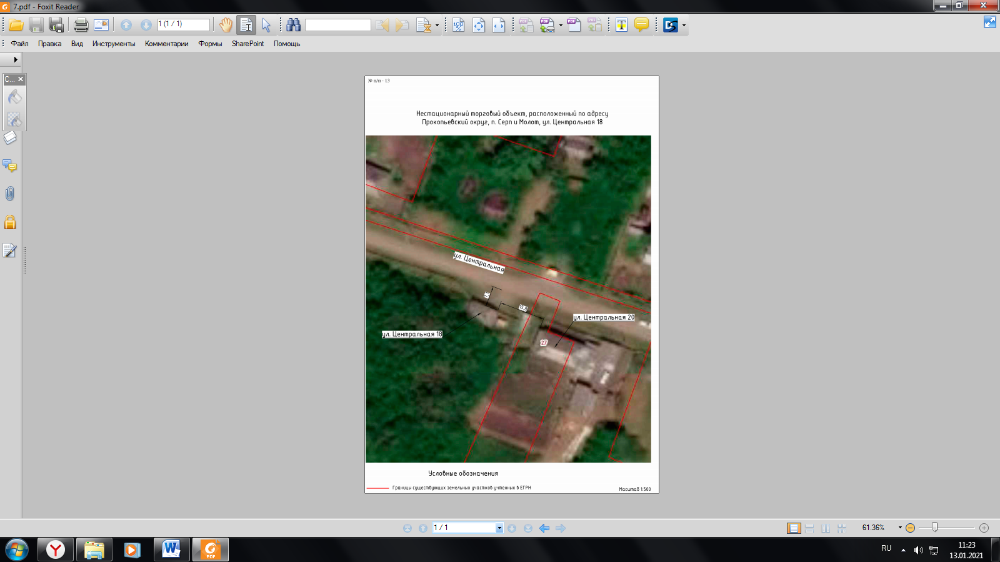 7.pdf - Foxit Reader
1 (1 / 1)
Файл Правка Вид Инструменты Комментарии Формы SharePoint Помощь
С...
№ п/п - 13
Нестационарный торговый объект, расположенный по адресу
Прокопьевский округ, п. Серп и Молот, ул. Центральная 18
ул. Центральная
15,8
ул. Центральная 20
ул. Центральная 18
27
Условные обозначения
Границы существующих земельных участков учтенных в ЕГРН
Масштаб 1:500
1 / 1
61.36%
RU
11:23
13.01.2021